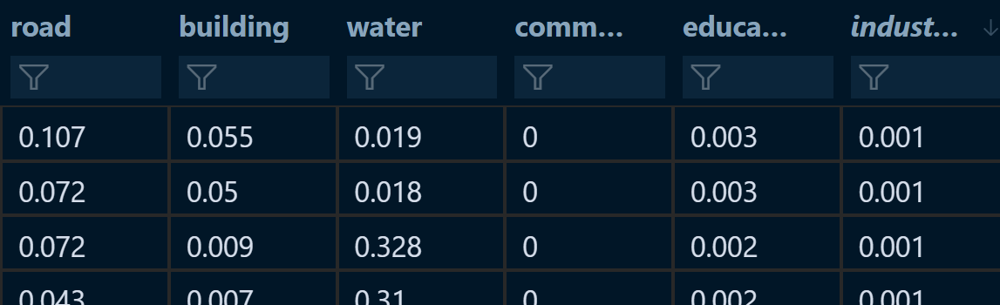 road building water comm... educa... indust...
0.107 0.055 0.019 0 0.003 0.001
0.072 0.05 0.018 0 0.003 0.001
0.072 0.009 0.328 0 0.002 0.001
0.043 0.007 0.31 0 0.002 0.001